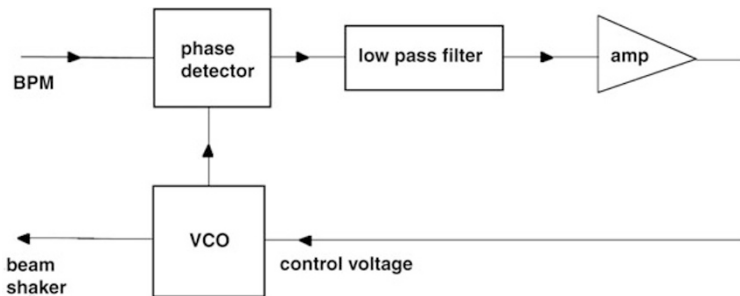 phase
detector
low pass filter
amp
BPM
VCO
beam
shaker
control voltage